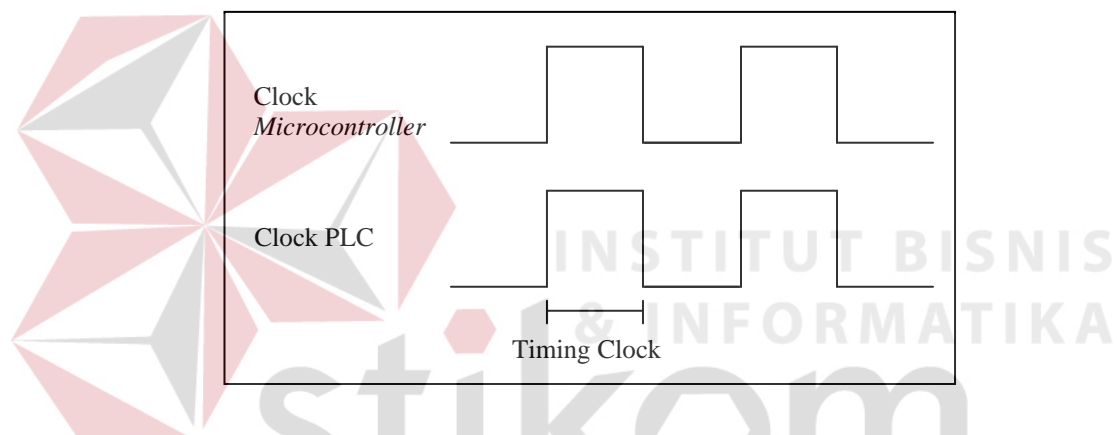 Clock
Microcontroller
Clock PLC
INSTITUT BISNIS
& INFORMATIKA
Timing Clock
stikom